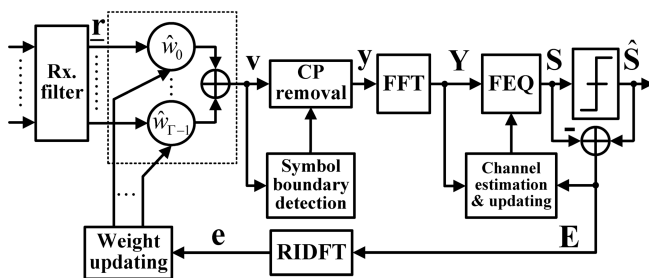 r
Rx.
filter
ŵ0
ŵΓ−1
v
CP
removal
y
FFT
Y
FEQ
S
Ŝ
-
Symbol
boundary
detection
Channel
estimation
& updating
Weight
updating
e
RIDFT
E